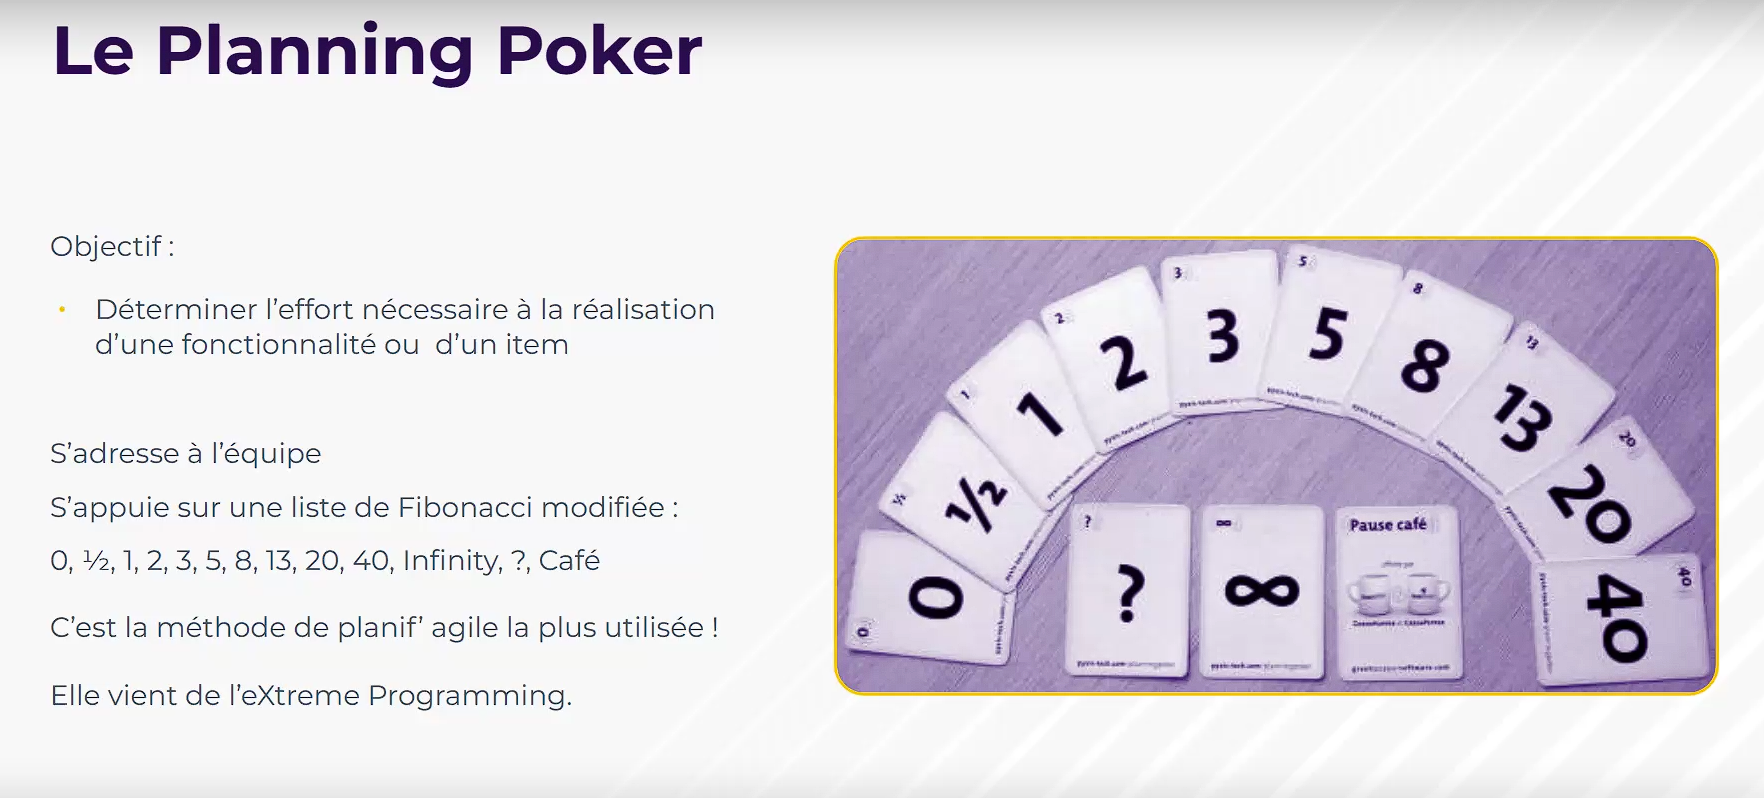 Le Planning Poker
Objectif :
• Déterminer l'effort nécessaire à la réalisation
d'une fonctionnalité ou d'un item
S'adresse à l'équipe
S'appuie sur une liste de Fibonacci modifiée :
0, ½, 1, 2, 3, 5, 8, 13, 20, 40, Infinity, ?, Café
C'est la méthode de planif' agile la plus utilisée !
Elle vient de l'eXtreme Programming.
0
0
½
½
1
1
2
2
3
3
5
5
8
8
13
13
20
20
40
40
?
?
∞
∞
Pause café